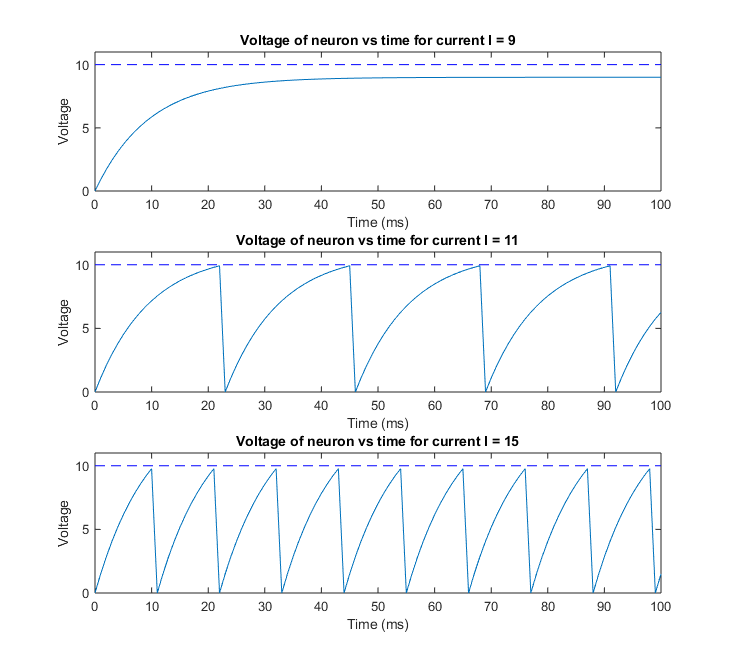 Voltage of neuron vs time for current I = 9
10
5
0
Voltage
0 10 20 30 40 50 60 70 80 90 100
Time (ms)
Voltage of neuron vs time for current I = 11
10
5
0
Voltage
0 10 20 30 40 50 60 70 80 90 100
Time (ms)
Voltage of neuron vs time for current I = 15
10
5
0
Voltage
0 10 20 30 40 50 60 70 80 90 100
Time (ms)